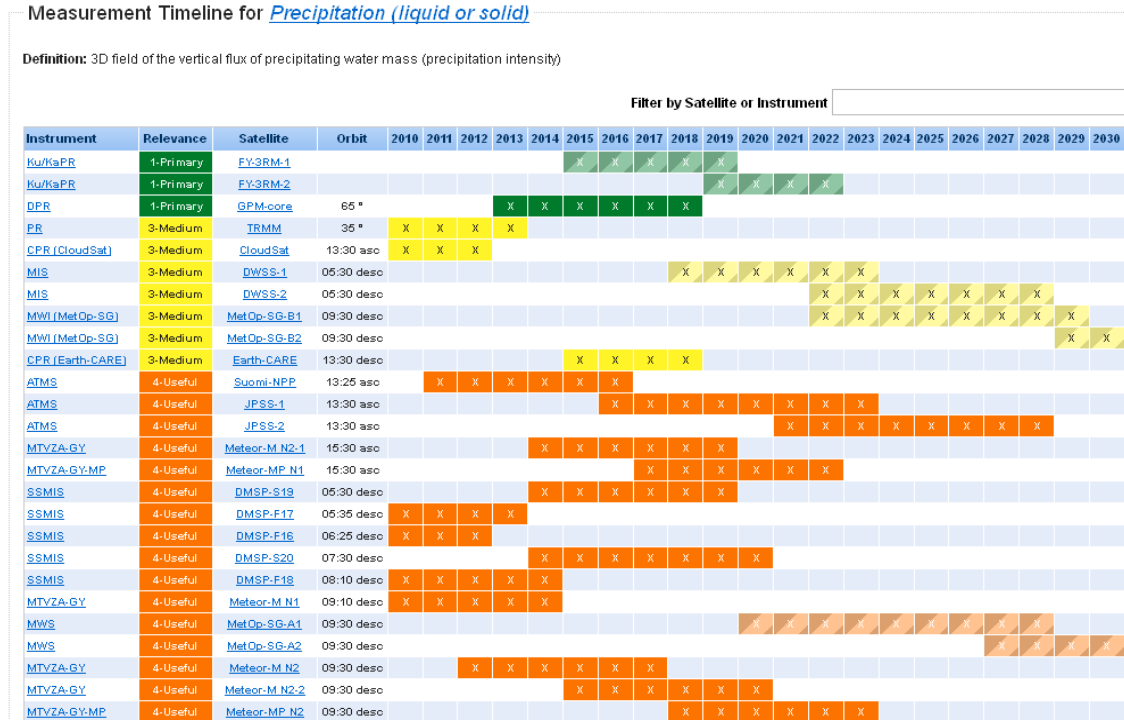 Measurement Timeline for Precipitation (liquid or solid)
Definition: 3D field of the vertical flux of precipitating water mass (precipitation intensity)
Filter by Satellite or Instrument
Instrument Relevance Satellite Orbit 2010 2011 2012 2013 2014 2015 2016 2017 2018 2019 2020 2021 2022 2023 2024 2025 2026 2027 2028 2029 2030
Ku/KaPR 1-Primary FY-3RM-1 X X X X X
Ku/KaPR 1-Primary FY-3RM-2 X X X X
DPR 1-Primary GPM-core 65 ° X X X X X X
PR 3-Medium TRMM 35 ° X X X X
CPR (CloudSat) 3-Medium CloudSat 13:30 asc X X X
MIS 3-Medium DWSS-1 05:30 desc X X X X X X
MIS 3-Medium DWSS-2 05:30 desc X X X X X X X
MWI (MetOp-SG) 3-Medium MetOp-SG-B1 09:30 desc X X X X X X X X
MWI (MetOp-SG) 3-Medium MetOp-SG-B2 09:30 desc X X
CPR (Earth-CARE) 3-Medium Earth-CARE 13:30 desc X X X X
ATMS 4-Useful Suomi-NPP 13:25 asc X X X X X X
ATMS 4-Useful JPSS-1 13:30 asc X X X X X X X X
ATMS 4-Useful JPSS-2 13:30 asc X X X X X X X X
MTVZA-GY 4-Useful Meteor-M N2-1 15:30 asc X X X X X X
MTVZA-GY-MP 4-Useful Meteor-MP N1 15:30 asc X X X X X X
SSMIS 4-Useful DMSP-S19 05:30 desc X X X X X X
SSMIS 4-Useful DMSP-F17 05:35 desc X X X X
SSMIS 4-Useful DMSP-F16 06:25 desc X X X
SSMIS 4-Useful DMSP-S20 07:30 desc X X X X X X X
SSMIS 4-Useful DMSP-F18 08:10 desc X X X X X
MTVZA-GY 4-Useful Meteor-M N1 09:10 desc X X X X X
MWS 4-Useful MetOp-SG-A1 09:30 desc X X X X X X X X X
MWS 4-Useful MetOp-SG-A2 09:30 desc X X X X
MTVZA-GY 4-Useful Meteor-M N2 09:30 desc X X X X X X
MTVZA-GY 4-Useful Meteor-M N2-2 09:30 desc X X X X X X
MTVZA-GY-MP 4-Useful Meteor-MP N2 09:30 desc X X X X X X